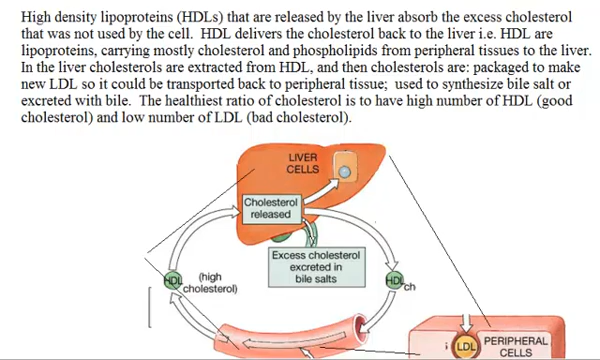 High density lipoproteins (HDLs) that are released by the liver absorb the excess cholesterol
that was not used by the cell.  HDL delivers the cholesterol back to the liver i.e. HDL are
lipoproteins, carrying mostly cholesterol and phospholipids from peripheral tissues to the liver.
In the liver cholesterols are extracted from HDL, and then cholesterols are: packaged to make
new LDL so it could be transported back to peripheral tissue;  used to synthesize bile salt or
excreted with bile.  The healthiest ratio of cholesterol is to have high number of HDL (good
cholesterol) and low number of LDL (bad cholesterol).
LIVER
CELLS
Cholesterol
released
Excess cholesterol
excreted in
bile salts
HDL
(high
cholesterol)
HDL
ch
LDL
PERIPHERAL
CELLS